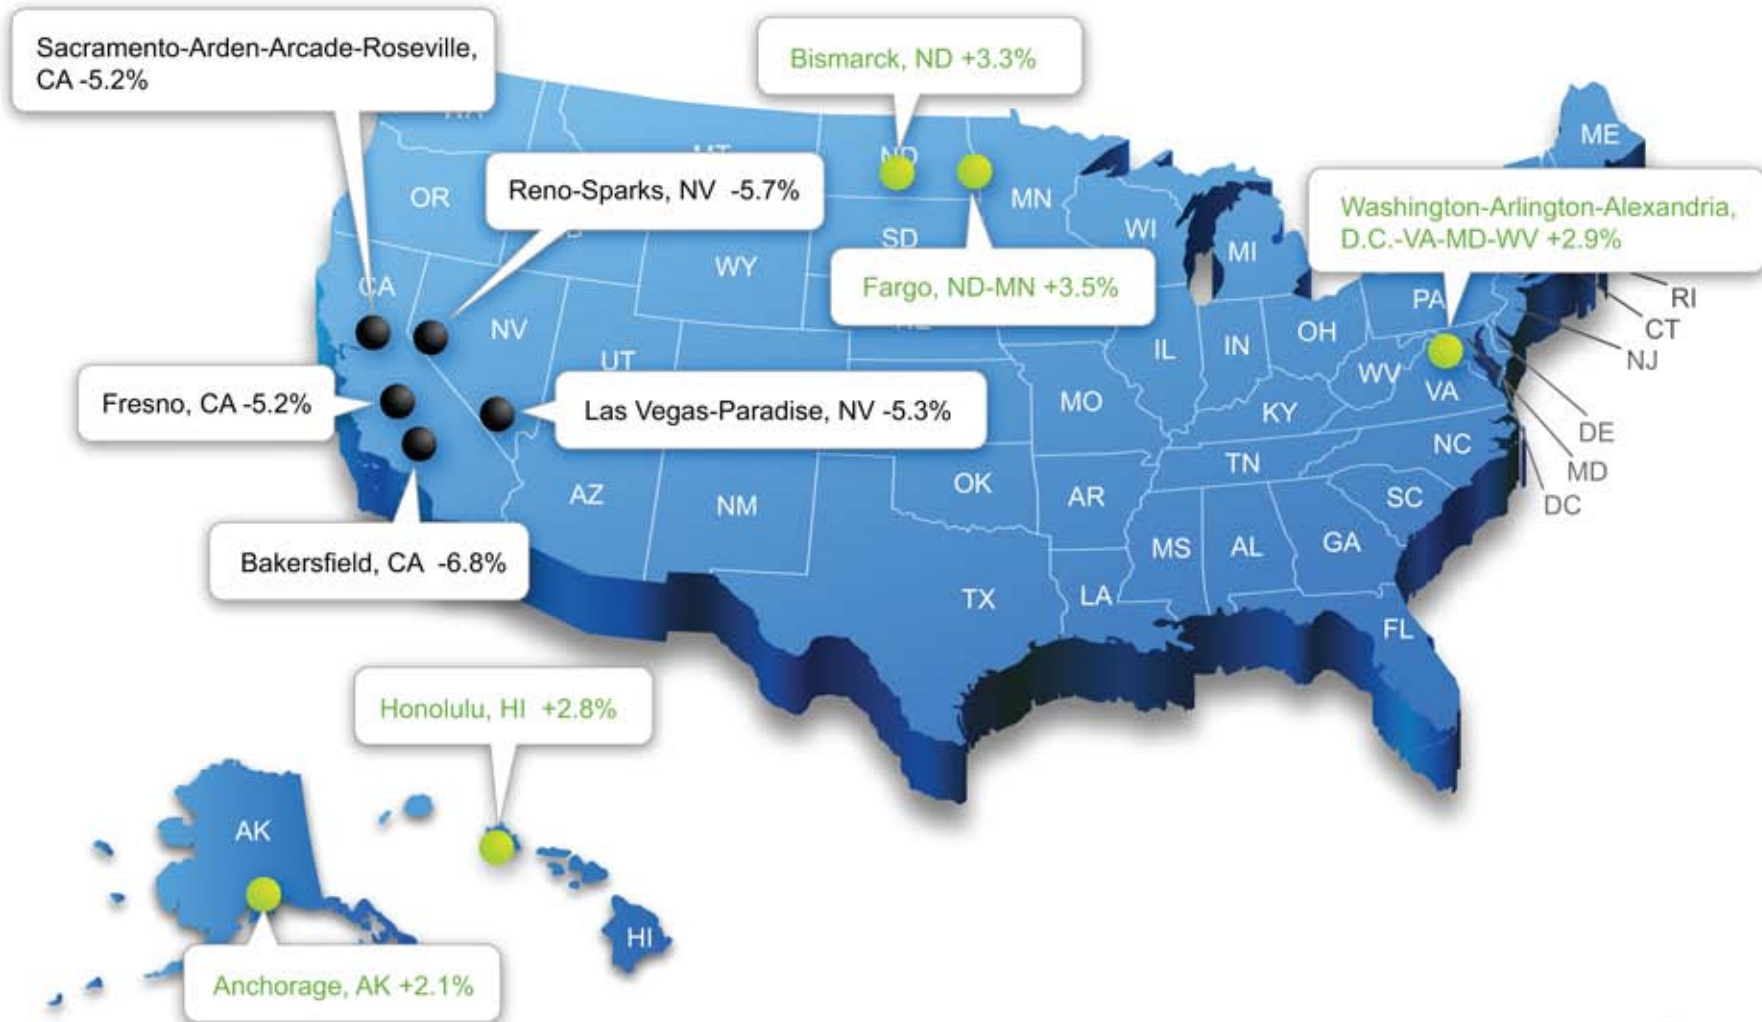 Sacramento-Arden-Arcade-Roseville,
CA -5.2%
Bismarck, ND +3.3%
ME
ND
Reno-Sparks, NV -5.7%
OR
MN
WI
Washington-Arlington-Alexandria,
D.C.-VA-MD-WV +2.9%
SD
MI
WY
CA
Fargo, ND-MN +3.5%
PA
RI
CT
NJ
NV
UT
IL
IN
OH
WV
VA
Fresno, CA -5.2%
Las Vegas-Paradise, NV -5.3%
MO
KY
DE
NC
MD
TN
DC
AZ
NM
OK
AR
SC
MS
AL
GA
Bakersfield, CA -6.8%
TX
LA
FL
Honolulu, HI +2.8%
AK
HI
Anchorage, AK +2.1%